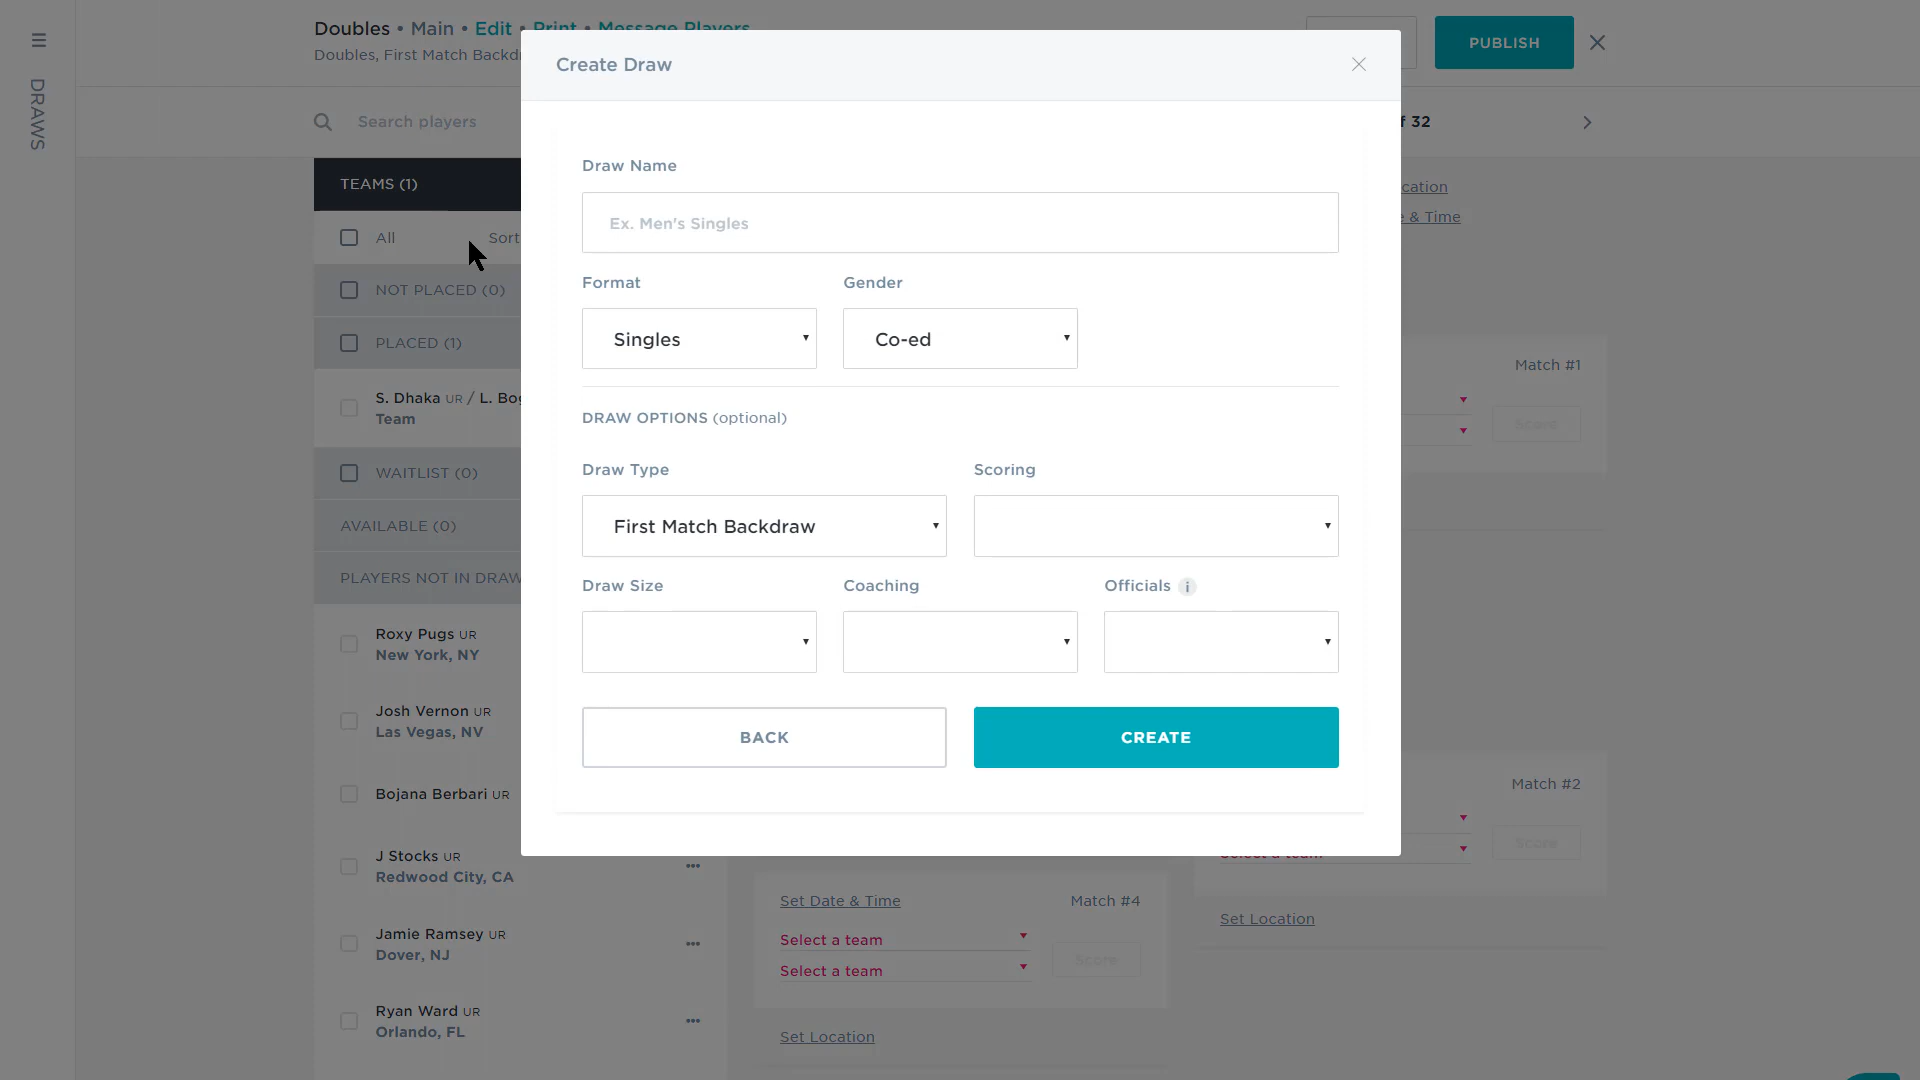 Doubles • Main • Edit • Print • Message Players
Doubles, First Match Backd
PUBLISH
DRAWS
Search players
f 32
TEAMS (1)
All
Sort
NOT PLACED (0)
PLACED (1)
S. Dhaka UR / L. Bog
Team
WAITLIST (0)
AVAILABLE (0)
PLAYERS NOT IN DRAW
Roxy Pugs UR
New York, NY
Josh Vernon UR
Las Vegas, NV
Bojana Berbari UR
J Stocks UR
Redwood City, CA
Jamie Ramsey UR
Dover, NJ
Ryan Ward UR
Orlando, FL
Create Draw
Draw Name
Ex. Men's Singles
Format
Gender
Singles
Co-ed
DRAW OPTIONS (optional)
Draw Type
Scoring
First Match Backdraw
Draw Size
Coaching
Officials i
BACK
CREATE
Set Date & Time
Match #4
Select a team
Select a team
Score
Set Location
cation
e & Time
Match #1
Score
Match #2
Score
Select a team
Set Location